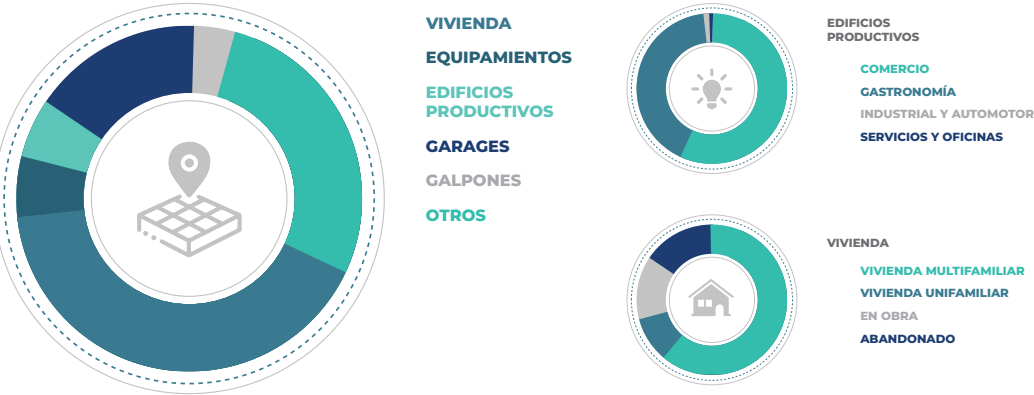 VIVIENDA
EQUIPAMIENTOS
EDIFICIOS
PRODUCTIVOS
GARAGES
GALPONES
OTROS
EDIFICIOS
PRODUCTIVOS
COMERCIO
GASTRONOMÍA
INDUSTRIAL Y AUTOMOTOR
SERVICIOS Y OFICINAS
VIVIENDA
VIVIENDA MULTIFAMILIAR
VIVIENDA UNIFAMILIAR
EN OBRA
ABANDONADO